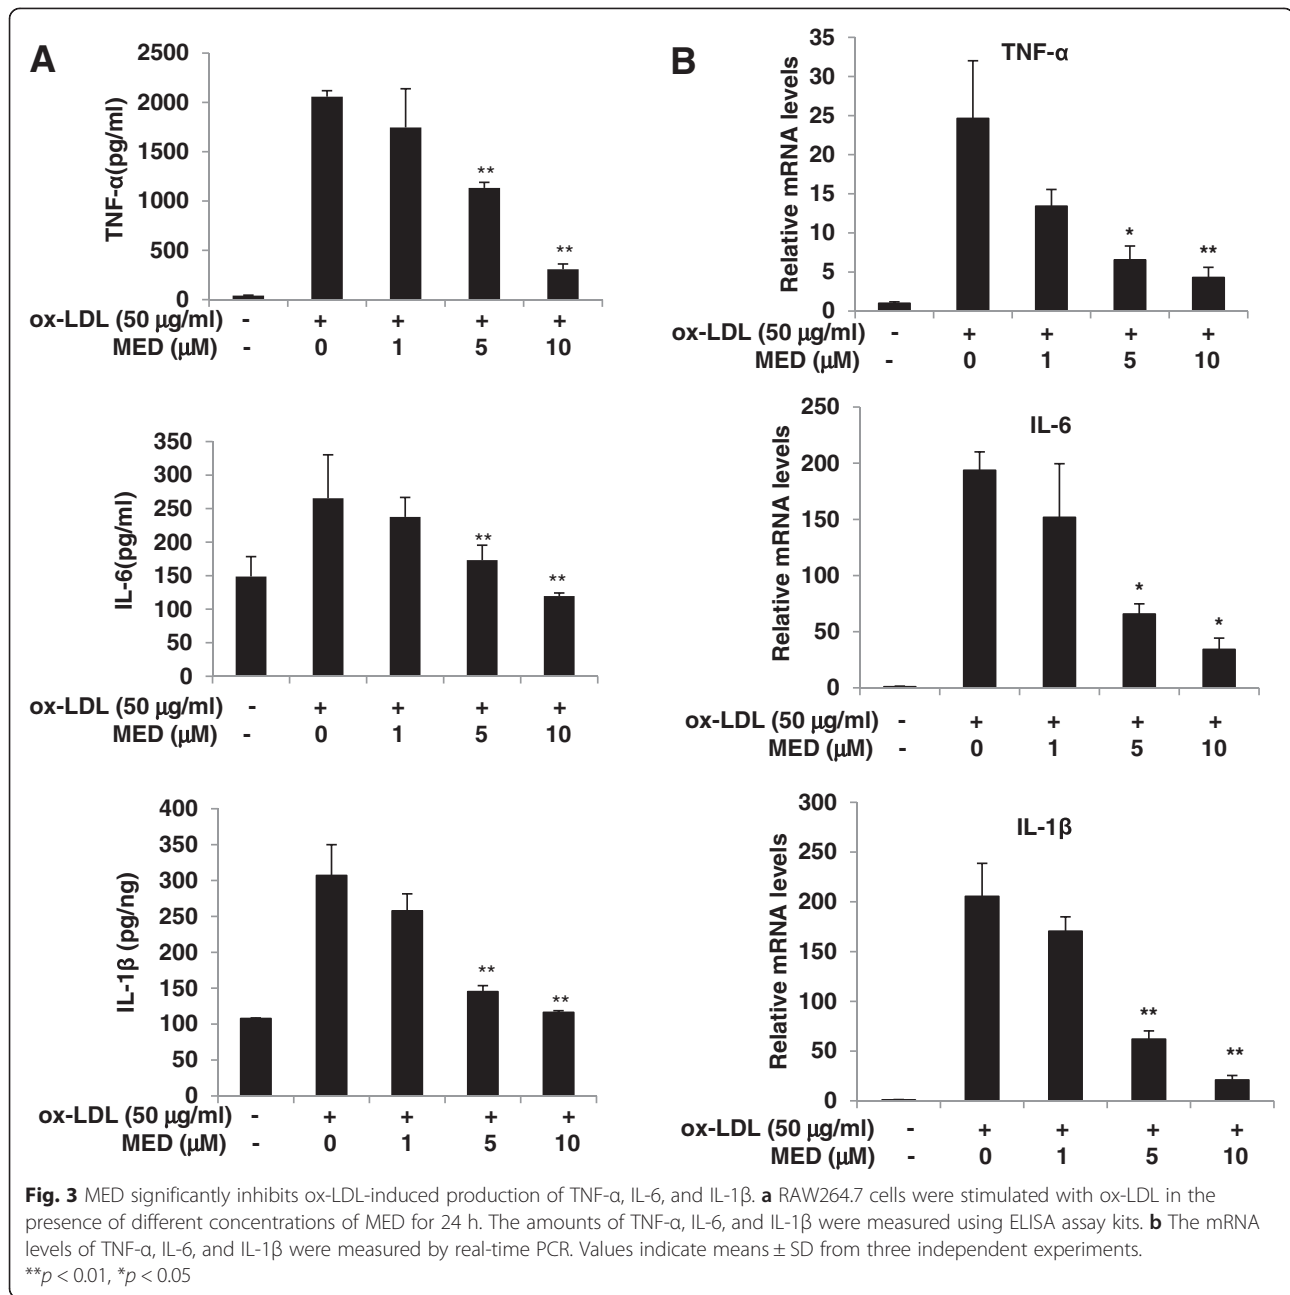 A
2500
2000
1500
1000
500
0
TNF-α(pg/ml)
**
**
ox-LDL (50 µg/ml) - + + + +
MED (µM) - 0 1 5 10
350
300
250
200
150
100
50
0
IL-6(pg/ml)
**
**
ox-LDL (50 µg/ml) - + + + +
MED (µM) - 0 1 5 10
400
350
300
250
200
150
100
50
0
IL-1β (pg/ng)
**
**
ox-LDL (50 µg/ml) - + + + +
MED (µM) - 0 1 5 10
B
TNF-α
35
30
25
20
15
10
5
0
Relative mRNA levels
*
**
ox-LDL (50 µg/ml) - + + + +
MED (µM) - 0 1 5 10
IL-6
250
200
150
100
50
0
Relative mRNA levels
*
*
ox-LDL (50 µg/ml) - + + + +
MED (µM) - 0 1 5 10
IL-1β
300
250
200
150
100
50
0
Relative mRNA levels
**
**
ox-LDL (50 µg/ml) - + + + +
MED (µM) - 0 1 5 10
Fig. 3 MED significantly inhibits ox-LDL-induced production of TNF-α, IL-6, and IL-1β. a RAW264.7 cells were stimulated with ox-LDL in the
presence of different concentrations of MED for 24 h. The amounts of TNF-α, IL-6, and IL-1β were measured using ELISA assay kits. b The mRNA
levels of TNF-α, IL-6, and IL-1β were measured by real-time PCR. Values indicate means ± SD from three independent experiments.
**p < 0.01, *p < 0.05